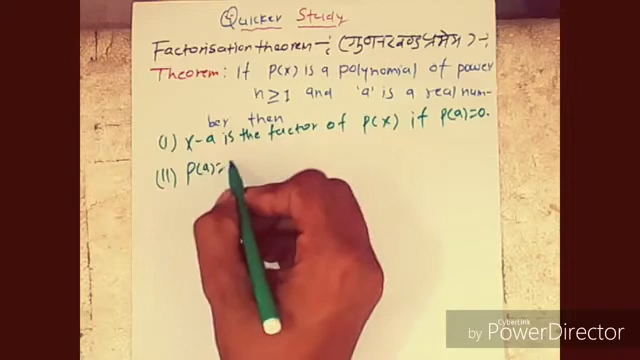 Quicker Study
Factorisation theorem -: (गुणनखण्ड प्रमेय) -:
Theorem: If P(x) is a polynomial of power
n ≥ 1 and 'a' is a real num-
ber then
(I) x-a is the factor of P(x) if P(a)=0.
(II) P(a)=
CyberLink
by PowerDirector